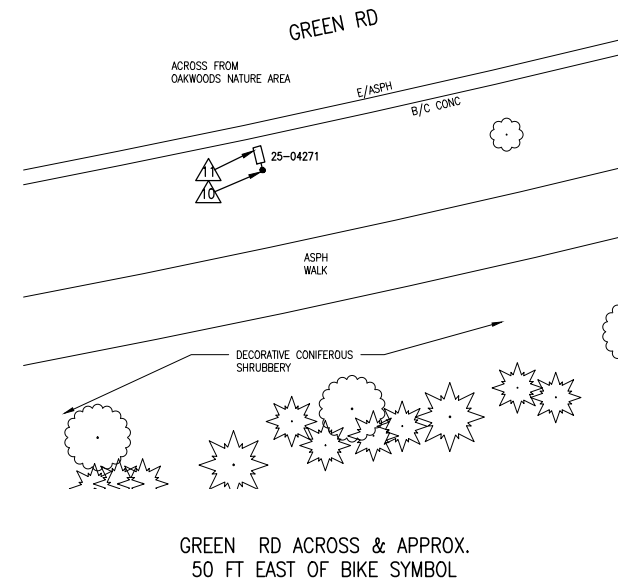 GREEN RD
ACROSS FROM
OAKWOODS NATURE AREA
E/ASPH
B/C CONC
25-04271
11
10
ASPH
WALK
DECORATIVE CONIFEROUS
SHRUBBERY
GREEN RD ACROSS & APPROX.
50 FT EAST OF BIKE SYMBOL